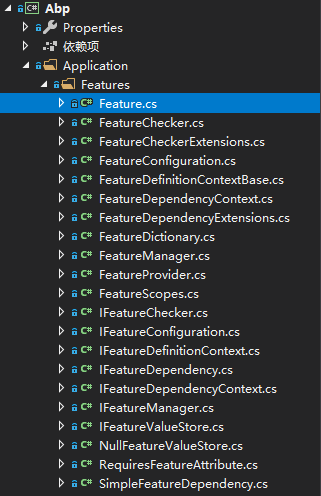 Abp
Properties
依赖项
Application
Features
Feature.cs
FeatureChecker.cs
FeatureCheckerExtensions.cs
FeatureConfiguration.cs
FeatureDefinitionContextBase.cs
FeatureDependencyContext.cs
FeatureDependencyExtensions.cs
FeatureDictionary.cs
FeatureManager.cs
FeatureProvider.cs
FeatureScopes.cs
IFeatureChecker.cs
IFeatureConfiguration.cs
IFeatureDefinitionContext.cs
IFeatureDependency.cs
IFeatureDependencyContext.cs
IFeatureManager.cs
IFeatureValueStore.cs
NullFeatureValueStore.cs
RequiresFeatureAttribute.cs
SimpleFeatureDependency.cs